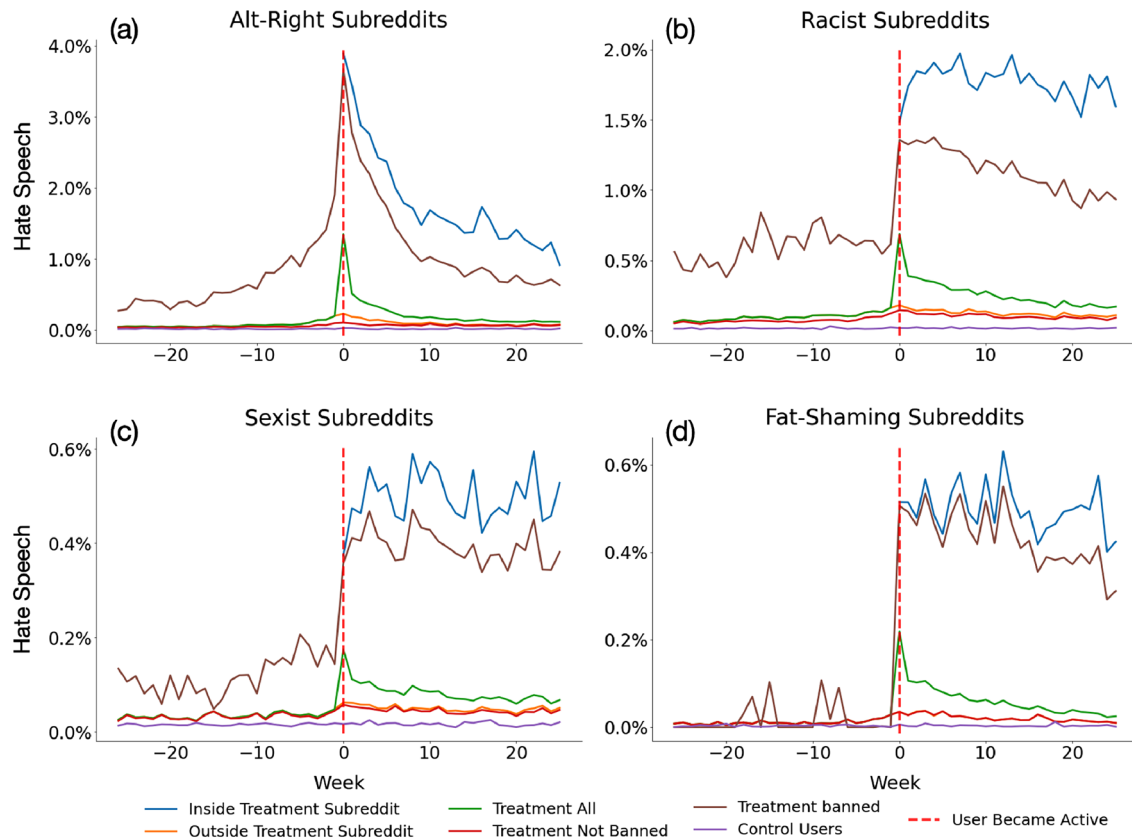 (a) Alt-Right Subreddits
(b) Racist Subreddits
4.0%
3.0%
2.0%
1.0%
0.0%
Hate Speech
−20 −10 0 10 20
2.0%
1.5%
1.0%
0.5%
0.0%
−20 −10 0 10 20
(c) Sexist Subreddits
(d) Fat-Shaming Subreddits
0.6%
0.4%
0.2%
0.0%
Hate Speech
−20 −10 0 10 20
Week
0.6%
0.4%
0.2%
0.0%
−20 −10 0 10 20
Week
Inside Treatment Subreddit
Outside Treatment Subreddit
Treatment All
Treatment Not Banned
Treatment banned
Control Users
User Became Active